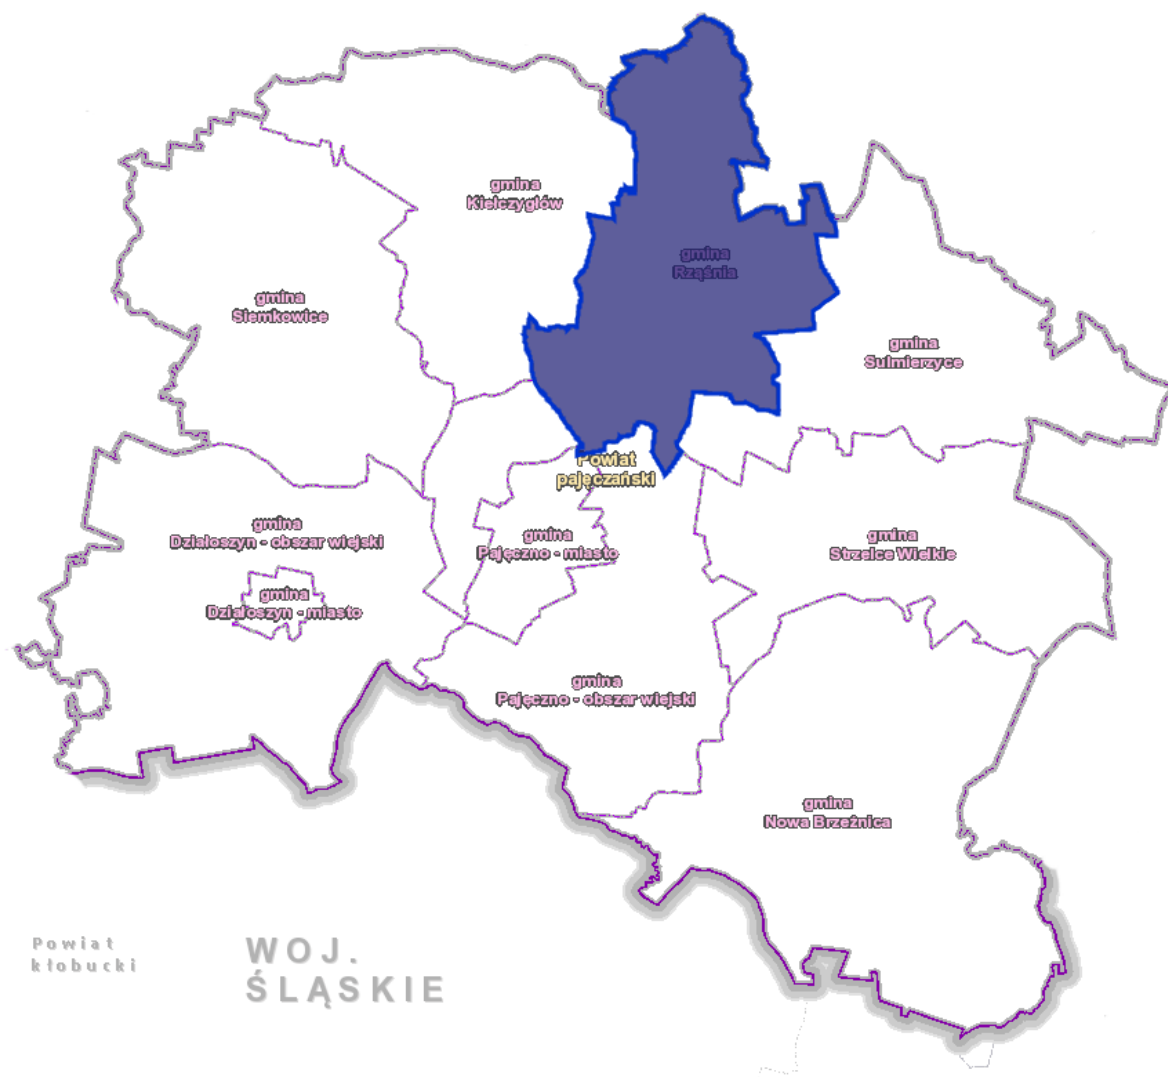 gmina
Kiełczygłów
gmina
Rząśnia
gmina
Siemkowice
gmina
Sulmierzyce
Powiat
pajęczański
gmina
Działoszyn - obszar wiejski
gmina
Pajęczno - miasto
gmina
Strzelce Wielkie
gmina
Działoszyn - miasto
gmina
Pajęczno - obszar wiejski
gmina
Nowa Brzeźnica
Powiat
kłobucki
WOJ.
ŚLĄSKIE